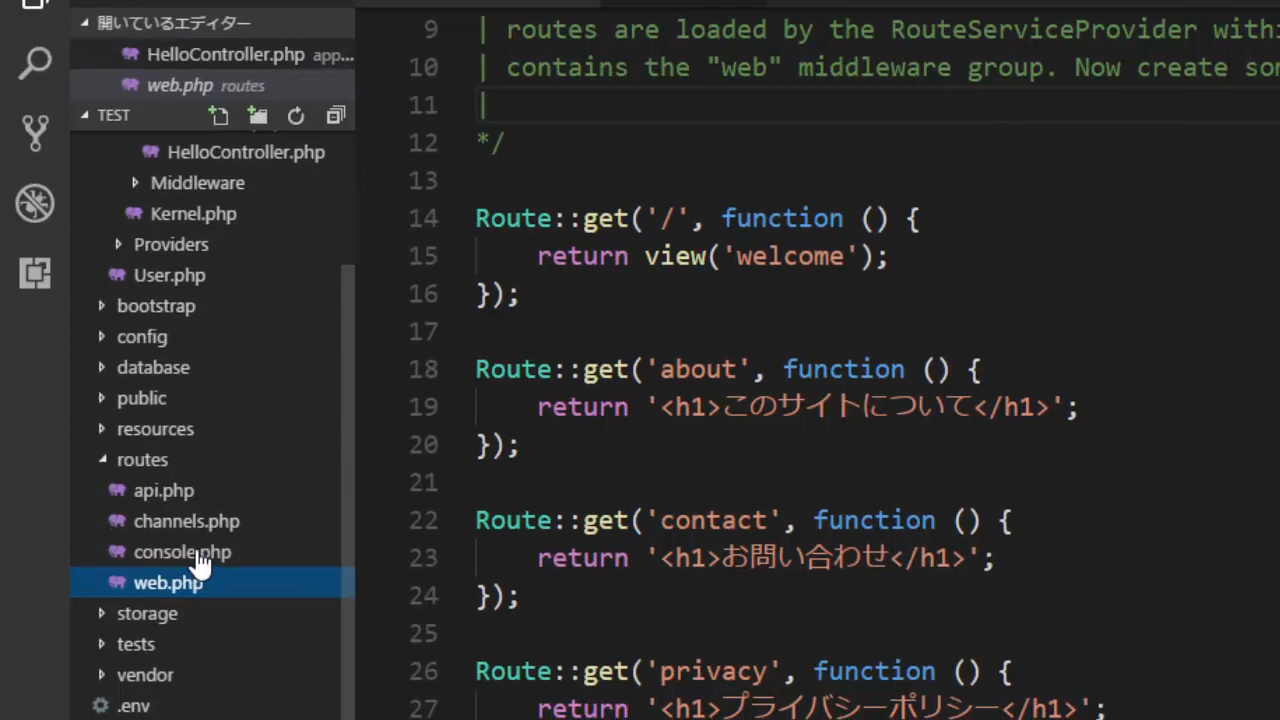 開いているエディター
HelloController.php app...
web.php routes
TEST
HelloController.php
Middleware
Kernel.php
Providers
User.php
bootstrap
config
database
public
resources
routes
api.php
channels.php
console.php
web.php
storage
tests
vendor
.env
9 | routes are loaded by the RouteServiceProvider withi
10 | contains the "web" middleware group. Now create som
11 |
12 */
13
14 Route::get('/', function () {
15 return view('welcome');
16 });
17
18 Route::get('about', function () {
19 return '<h1>このサイトについて</h1>';
20 });
21
22 Route::get('contact', function () {
23 return '<h1>お問い合わせ</h1>';
24 });
25
26 Route::get('privacy', function () {
27 return '<h1>プライバシーポリシー</h1>';